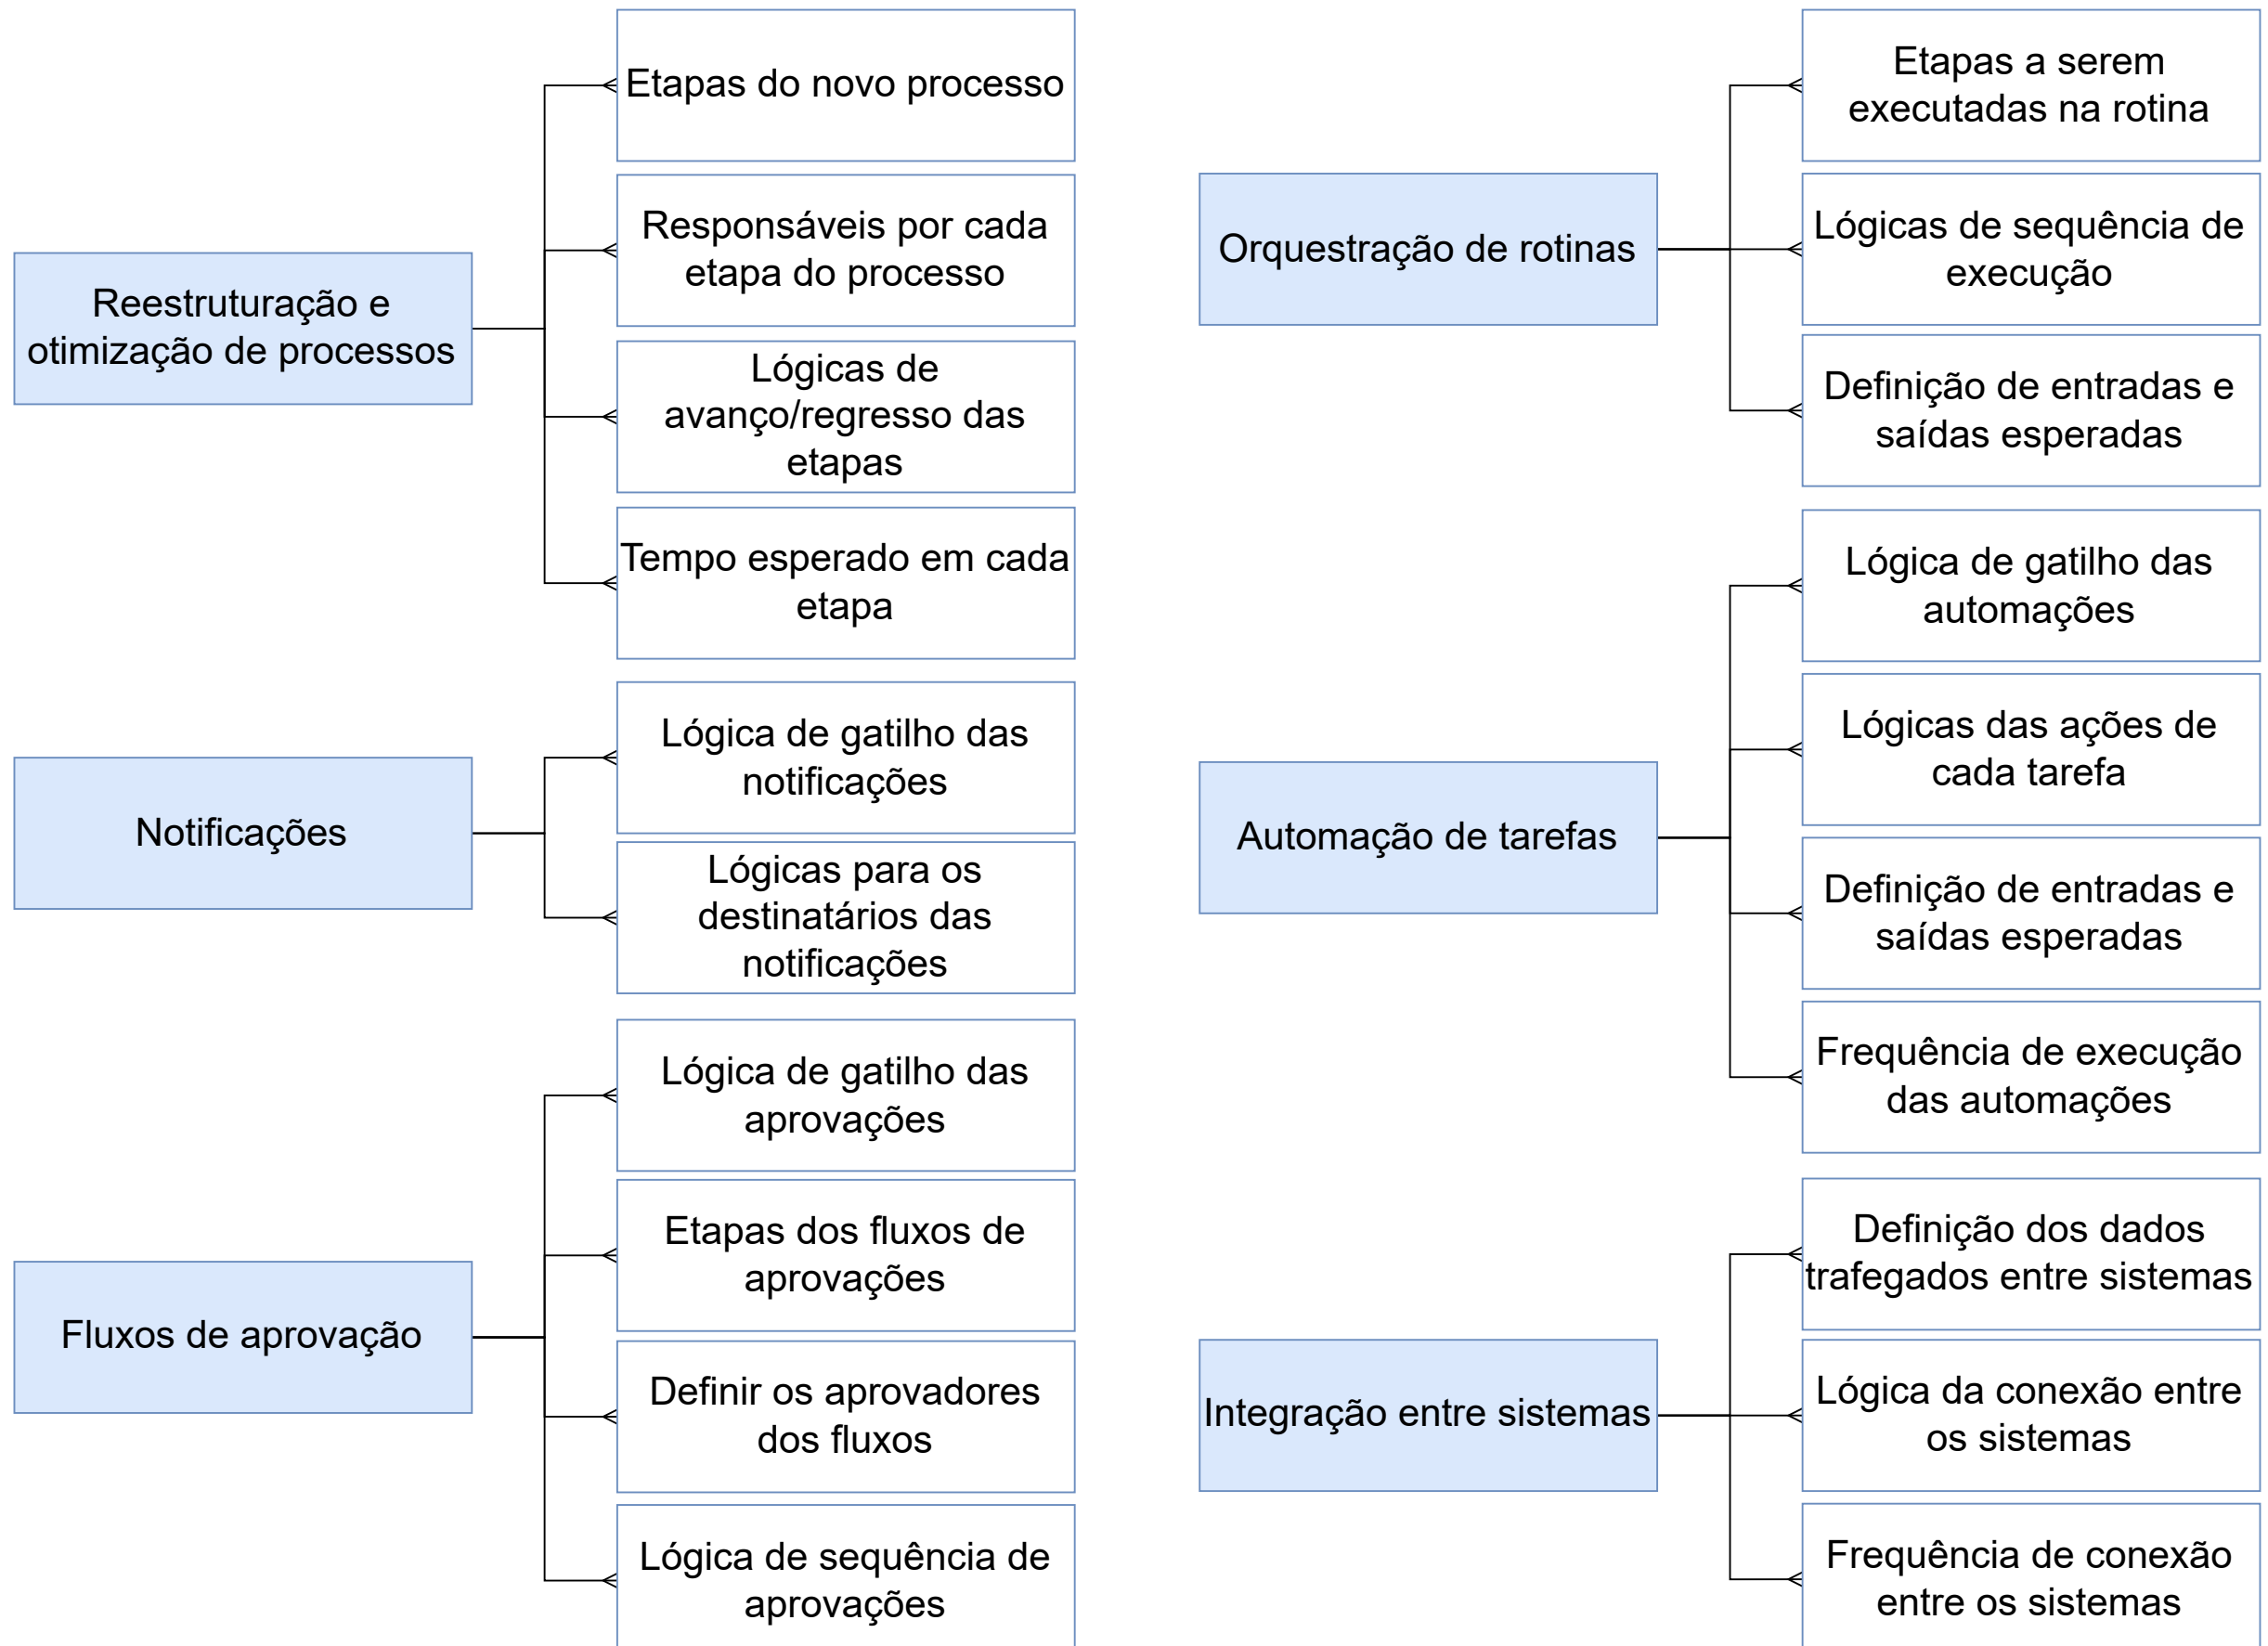 Reestruturação e
otimização de processos
Etapas do novo processo
Responsáveis por cada
etapa do processo
Lógicas de
avanço/regresso das
etapas
Tempo esperado em cada
etapa
Notificações
Lógica de gatilho das
notificações
Lógicas para os
destinatários das
notificações
Fluxos de aprovação
Lógica de gatilho das
aprovações
Etapas dos fluxos de
aprovações
Definir os aprovadores
dos fluxos
Lógica de sequência de
aprovações
Orquestração de rotinas
Etapas a serem
executadas na rotina
Lógicas de sequência de
execução
Definição de entradas e
saídas esperadas
Automação de tarefas
Lógica de gatilho das
automações
Lógicas das ações de
cada tarefa
Definição de entradas e
saídas esperadas
Frequência de execução
das automações
Integração entre sistemas
Definição dos dados
trafegados entre sistemas
Lógica da conexão entre
os sistemas
Frequência de conexão
entre os sistemas